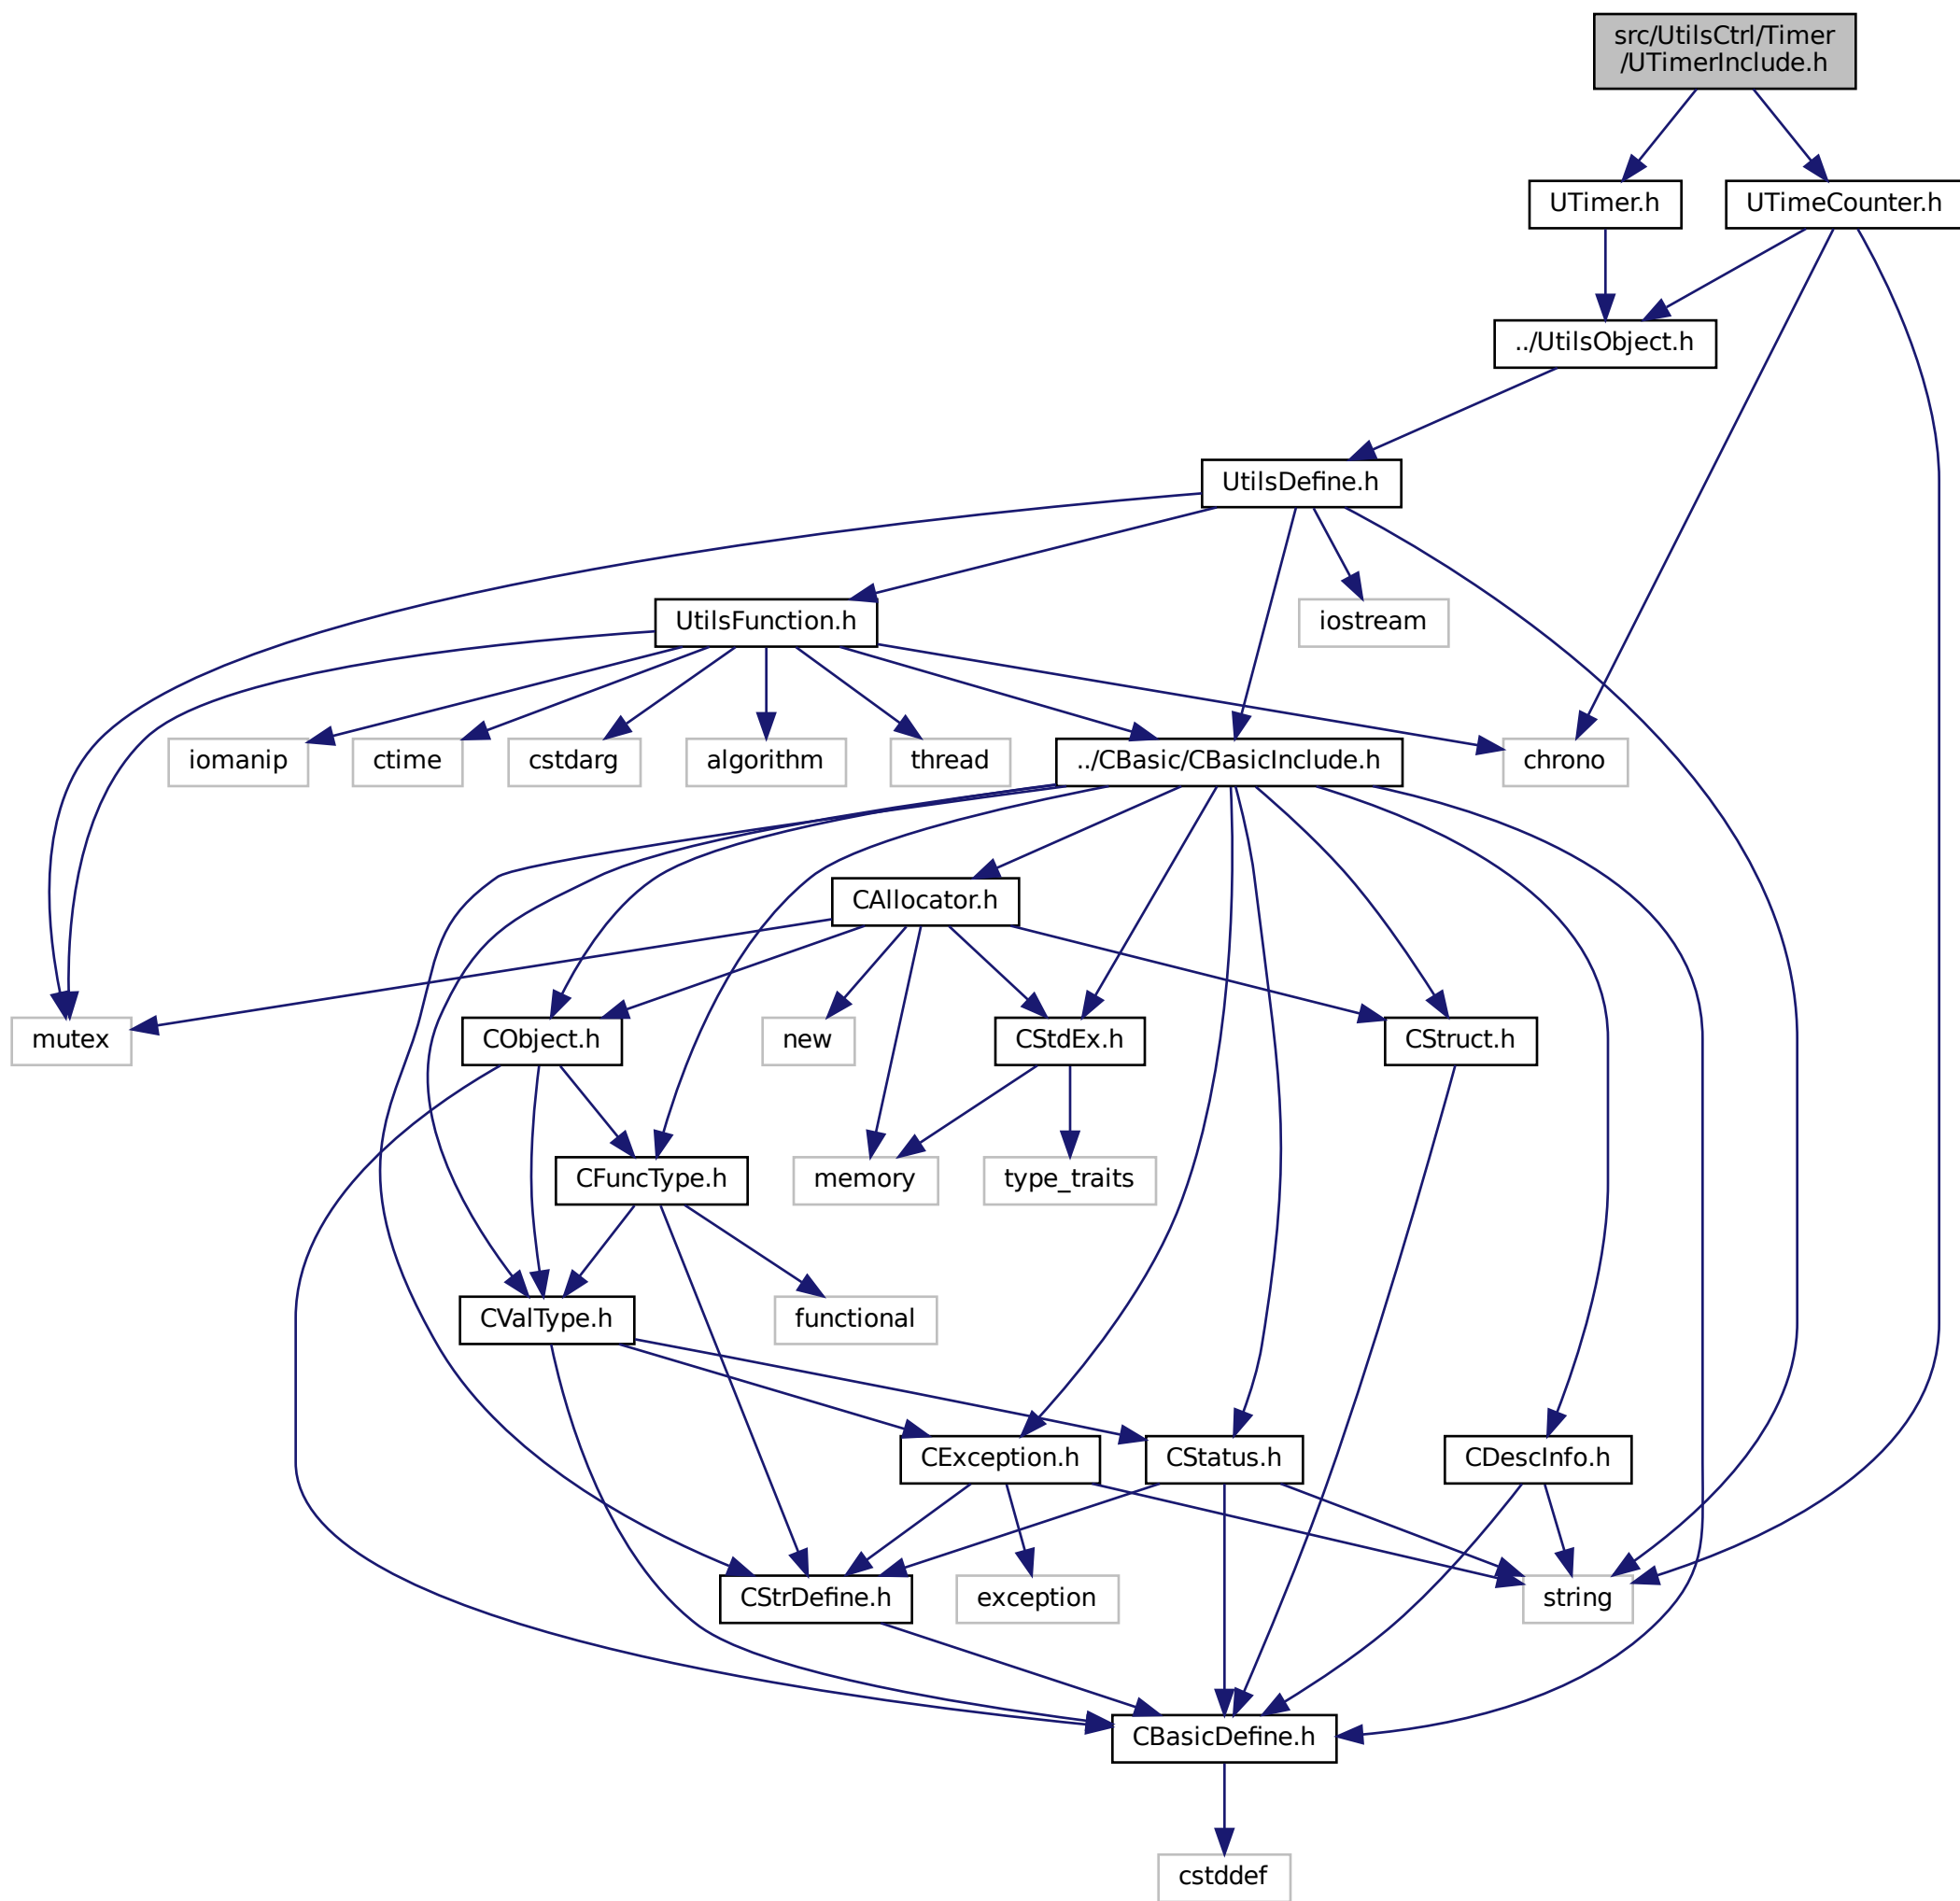 src/UtilsCtrl/Timer
/UTimerInclude.h
UTimer.h
UTimeCounter.h
../UtilsObject.h
UtilsDefine.h
UtilsFunction.h
iostream
iomanip
ctime
cstdarg
algorithm
thread
../CBasic/CBasicInclude.h
chrono
CAllocator.h
mutex
CObject.h
new
CStdEx.h
CStruct.h
CFuncType.h
memory
type_traits
CValType.h
functional
CException.h
CStatus.h
CDescInfo.h
CStrDefine.h
exception
string
CBasicDefine.h
cstddef